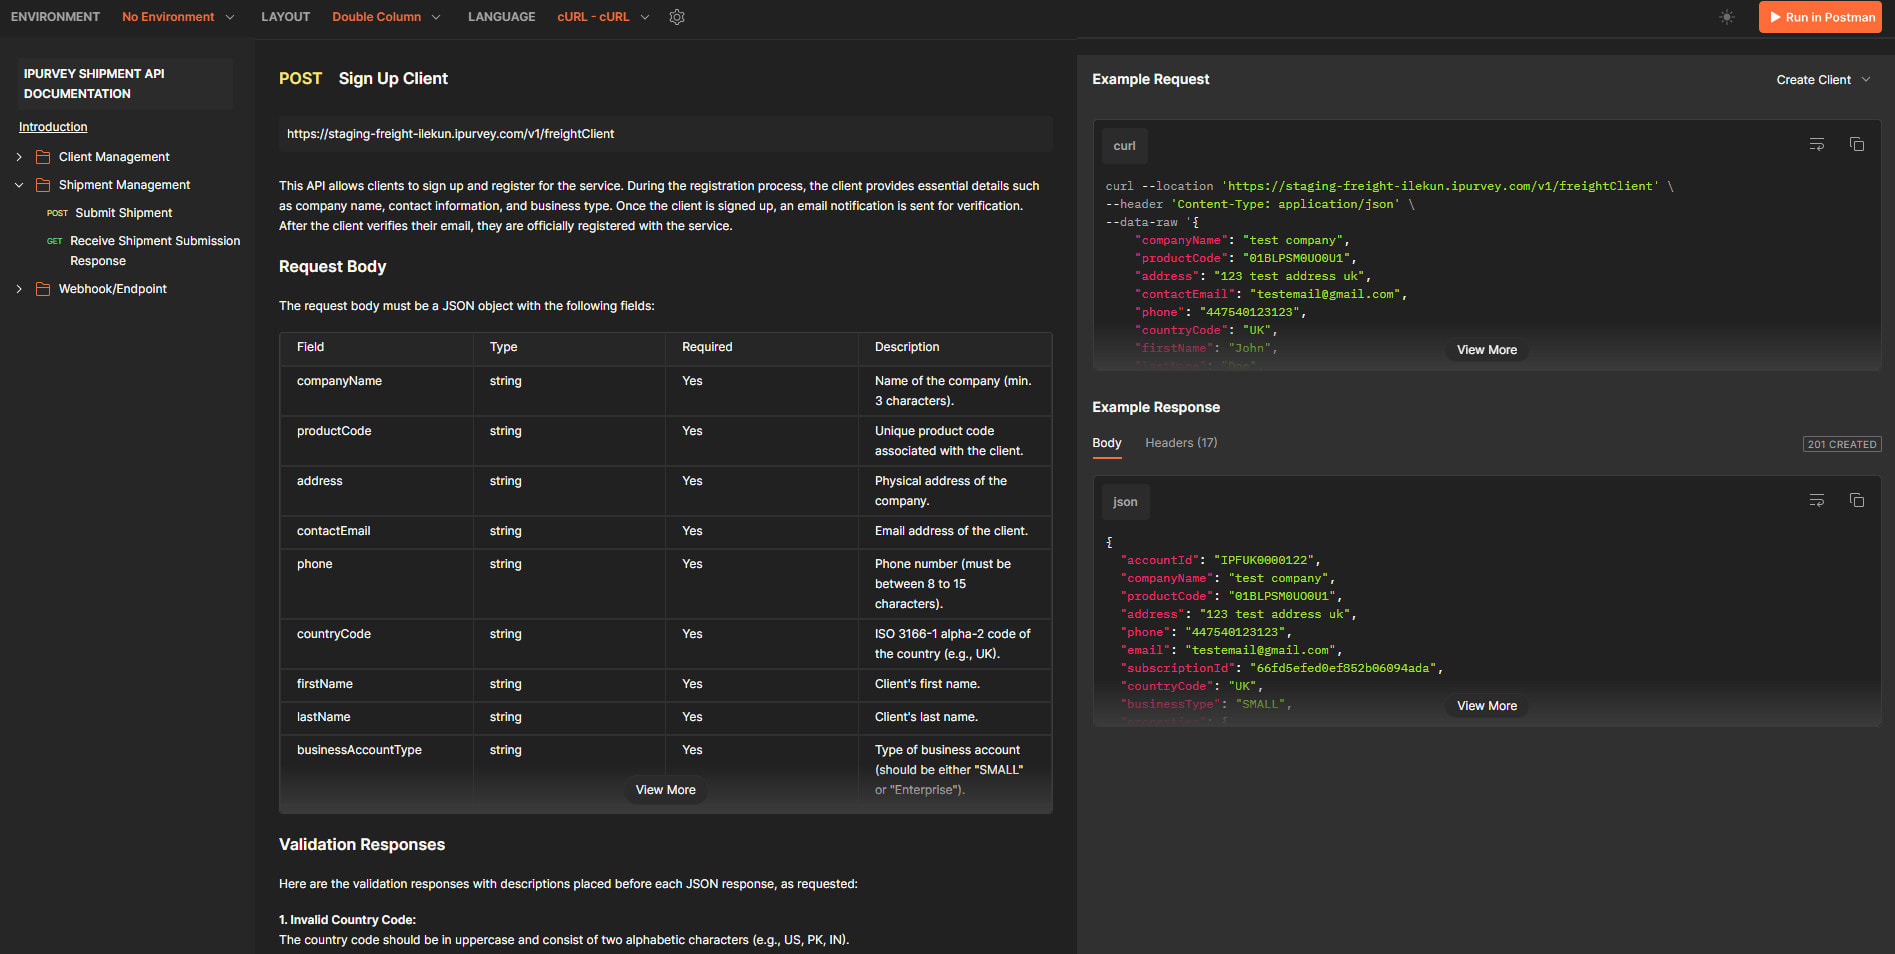 ENVIRONMENT No Environment LAYOUT Double Column LANGUAGE cURL - cURL Run in Postman
IPURVEY SHIPMENT API
DOCUMENTATION
Introduction
Client Management
Shipment Management
POST Submit Shipment
GET Receive Shipment Submission
Response
Webhook/Endpoint
POST Sign Up Client
https://staging-freight-ilekun.ipurvey.com/v1/freightClient
This API allows clients to sign up and register for the service. During the registration process, the client provides essential details such
as company name, contact information, and business type. Once the client is signed up, an email notification is sent for verification.
After the client verifies their email, they are officially registered with the service.
Request Body
The request body must be a JSON object with the following fields:
Field Type Required Description
companyName string Yes Name of the company (min.
3 characters).
productCode string Yes Unique product code
associated with the client.
address string Yes Physical address of the
company.
contactEmail string Yes Email address of the client.
phone string Yes Phone number (must be
between 8 to 15
characters).
countryCode string Yes ISO 3166-1 alpha-2 code of
the country (e.g., UK).
firstName string Yes Client's first name.
lastName string Yes Client's last name.
businessAccountType string Yes Type of business account
(should be either "SMALL"
or "Enterprise").
View More
Validation Responses
Here are the validation responses with descriptions placed before each JSON response, as requested:
1. Invalid Country Code:
The country code should be in uppercase and consist of two alphabetic characters (e.g., US, PK, IN).
Example Request Create Client
curl
curl --location 'https://staging-freight-ilekun.ipurvey.com/v1/freightClient' \
--header 'Content-Type: application/json' \
--data-raw '{
"companyName": "test company",
"productCode": "01BLPSM0UO0U1",
"address": "123 test address uk",
"contactEmail": "testemail@gmail.com",
"phone": "447540123123",
"countryCode": "UK",
"firstName": "John",
"lastName": "Doe",
View More
Example Response
Body Headers (17) 201 CREATED
json
{
"accountId": "IPFUK0000122",
"companyName": "test company",
"productCode": "01BLPSM0UO0U1",
"address": "123 test address uk",
"phone": "447540123123",
"email": "testemail@gmail.com",
"subscriptionId": "66fd5efed0ef852b06094ada",
"countryCode": "UK",
"businessType": "SMALL",
View More